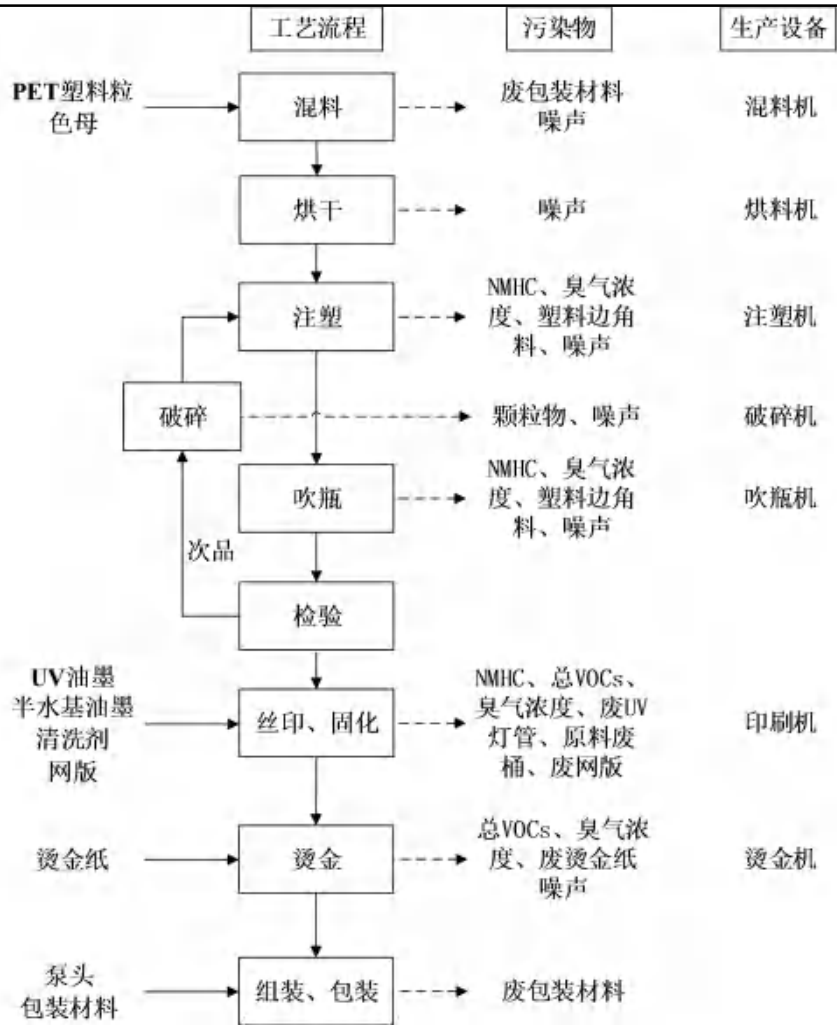 工艺流程 污染物 生产设备
PET塑料粒
色母
混料
废包装材料
噪声
混料机
烘干
噪声
烘料机
注塑
NMHC、臭气浓
度、塑料边角
料、噪声
注塑机
破碎
颗粒物、噪声
破碎机
吹瓶
NMHC、臭气浓
度、塑料边角
料、噪声
吹瓶机
次品
检验
UV油墨
半水基油墨
清洗剂
网版
丝印、固化
NMHC、总VOCs、
臭气浓度、废UV
灯管、原料废
桶、废网版
印刷机
烫金纸
烫金
总VOCs、臭气浓
度、废烫金纸
噪声
烫金机
泵头
包装材料
组装、包装
废包装材料